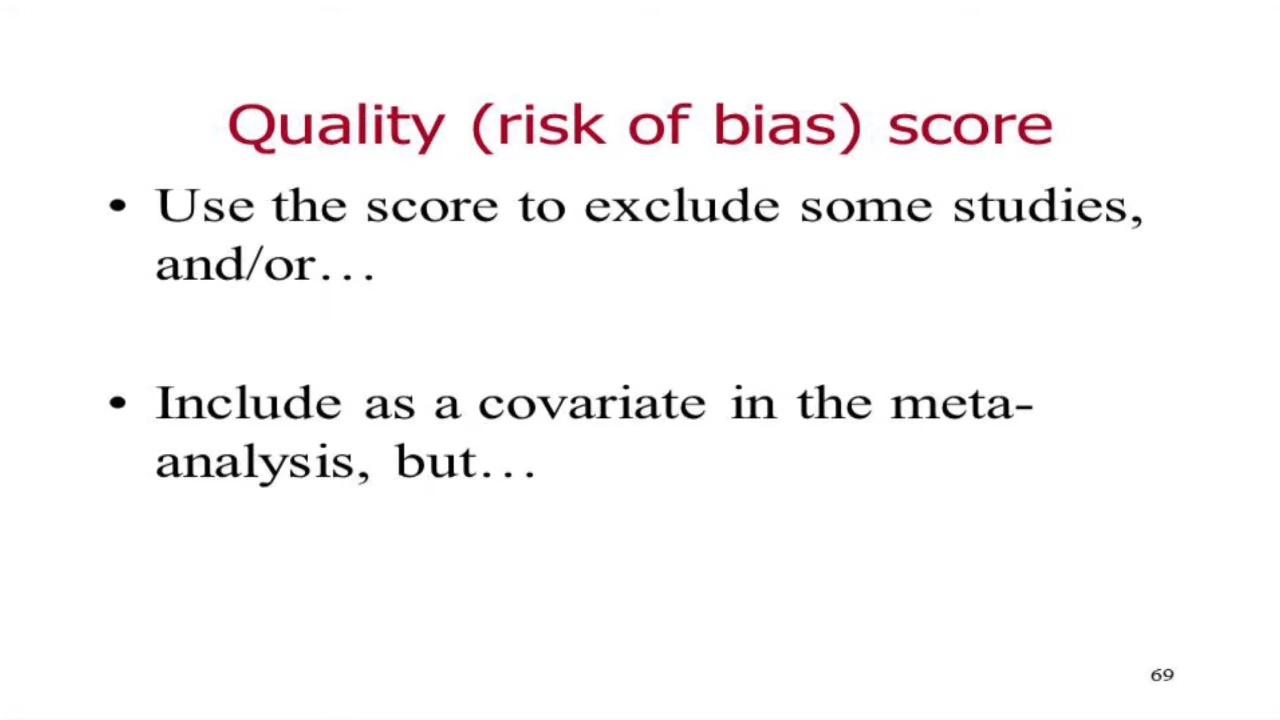 Quality (risk of bias) score
• Use the score to exclude some studies,
and/or…
• Include as a covariate in the meta-
analysis, but…
69